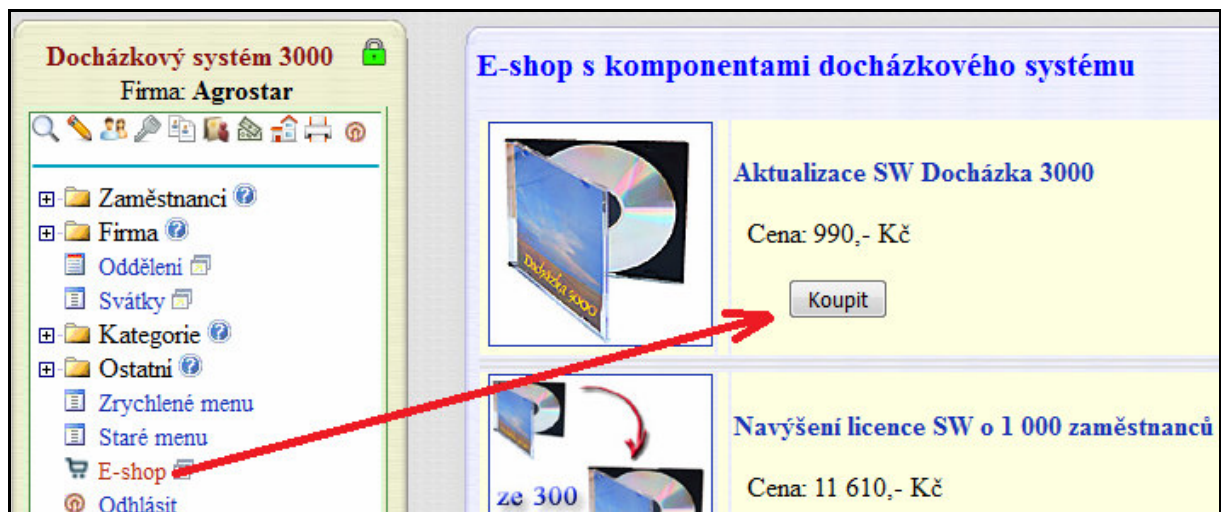 Docházkový systém 3000
Firma: Agrostar
Zaměstnanci
Firma
Oddělení
Svátky
Kategorie
Ostatní
Zrychlené menu
Staré menu
E-shop
Odhlásit
E-shop s komponentami docházkového systému
Docházka 3000
Aktualizace SW Docházka 3000
Cena: 990,- Kč
Koupit
ze 300
Navýšení licence SW o 1 000 zaměstnanců
Cena: 11 610,- Kč